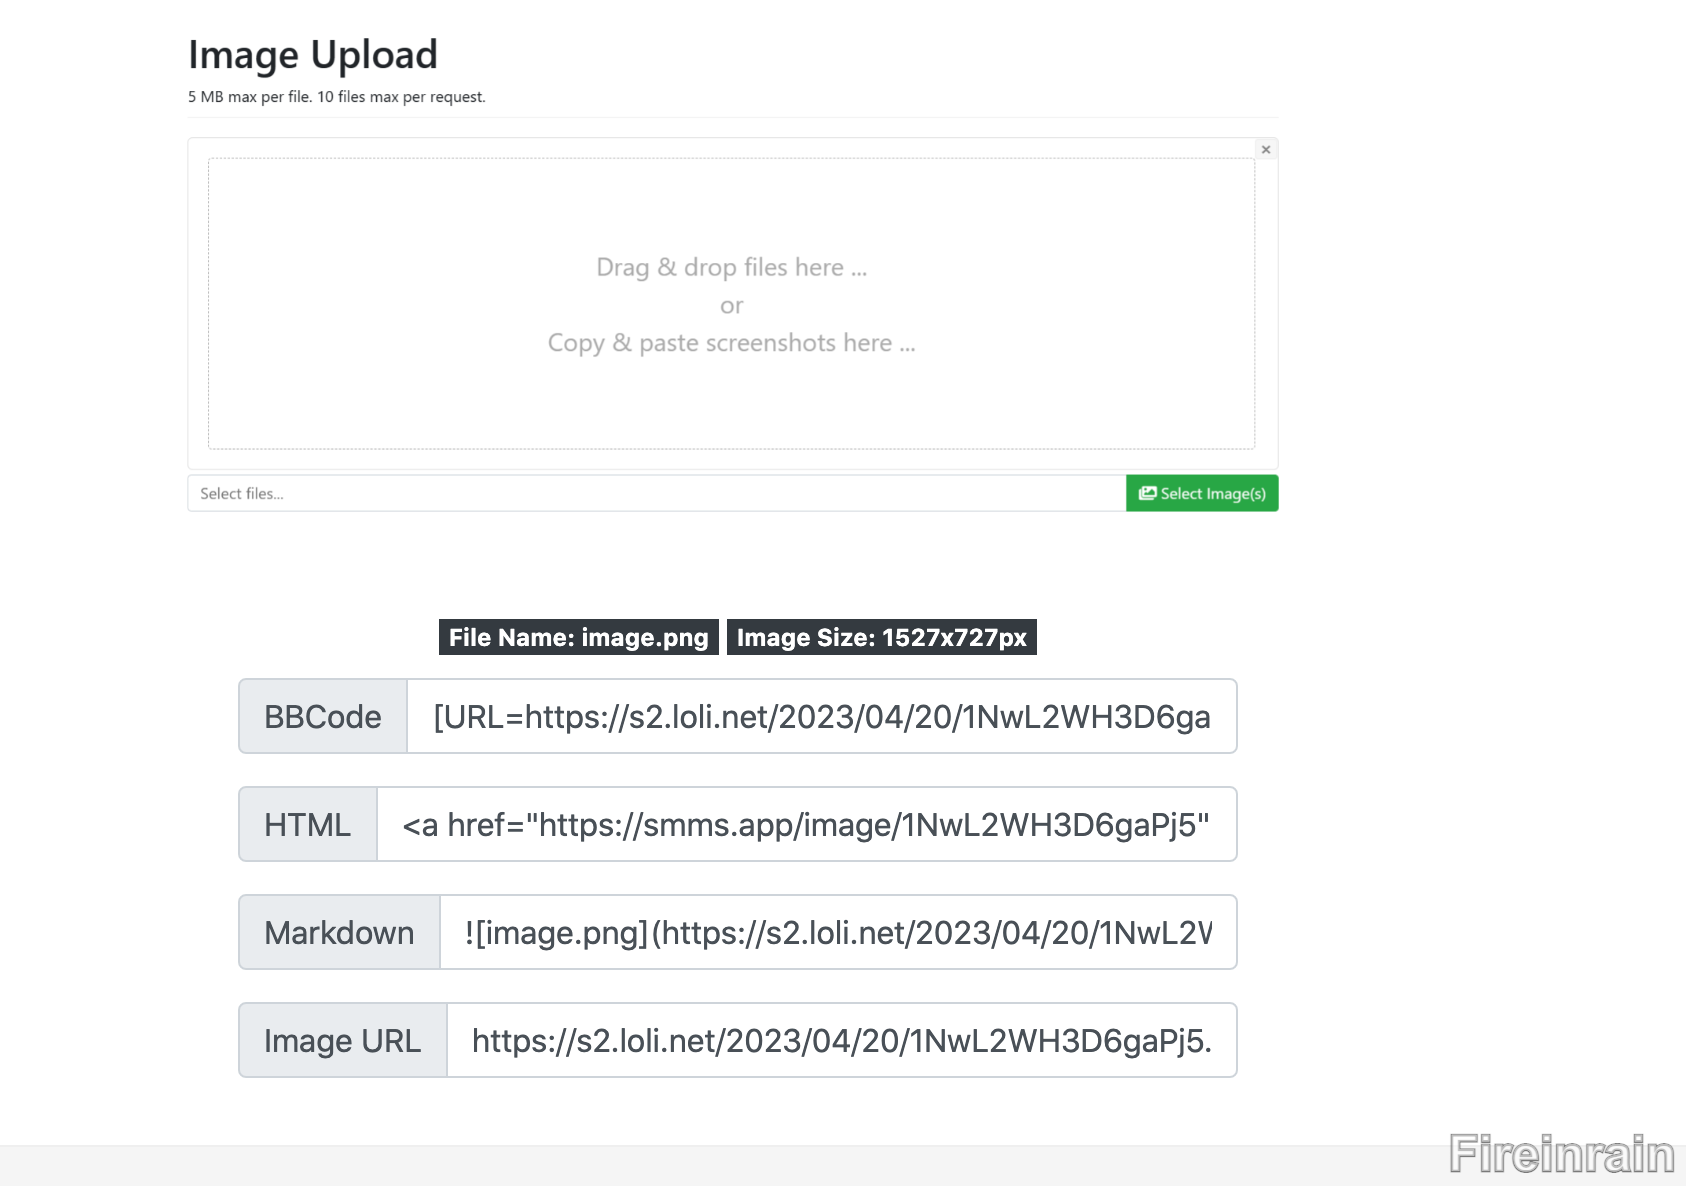 Image Upload
5 MB max per file. 10 files max per request.
×
Drag & drop files here ...
or
Copy & paste screenshots here ...
Select files...
Select Image(s)
File Name: image.png Image Size: 1527x727px
BBCode [URL=https://s2.loli.net/2023/04/20/1NwL2WH3D6ga
HTML <a href="https://smms.app/image/1NwL2WH3D6gaPj5"
Markdown ![image.png](https://s2.loli.net/2023/04/20/1NwL2W
Image URL https://s2.loli.net/2023/04/20/1NwL2WH3D6gaPj5.
Fireinrain